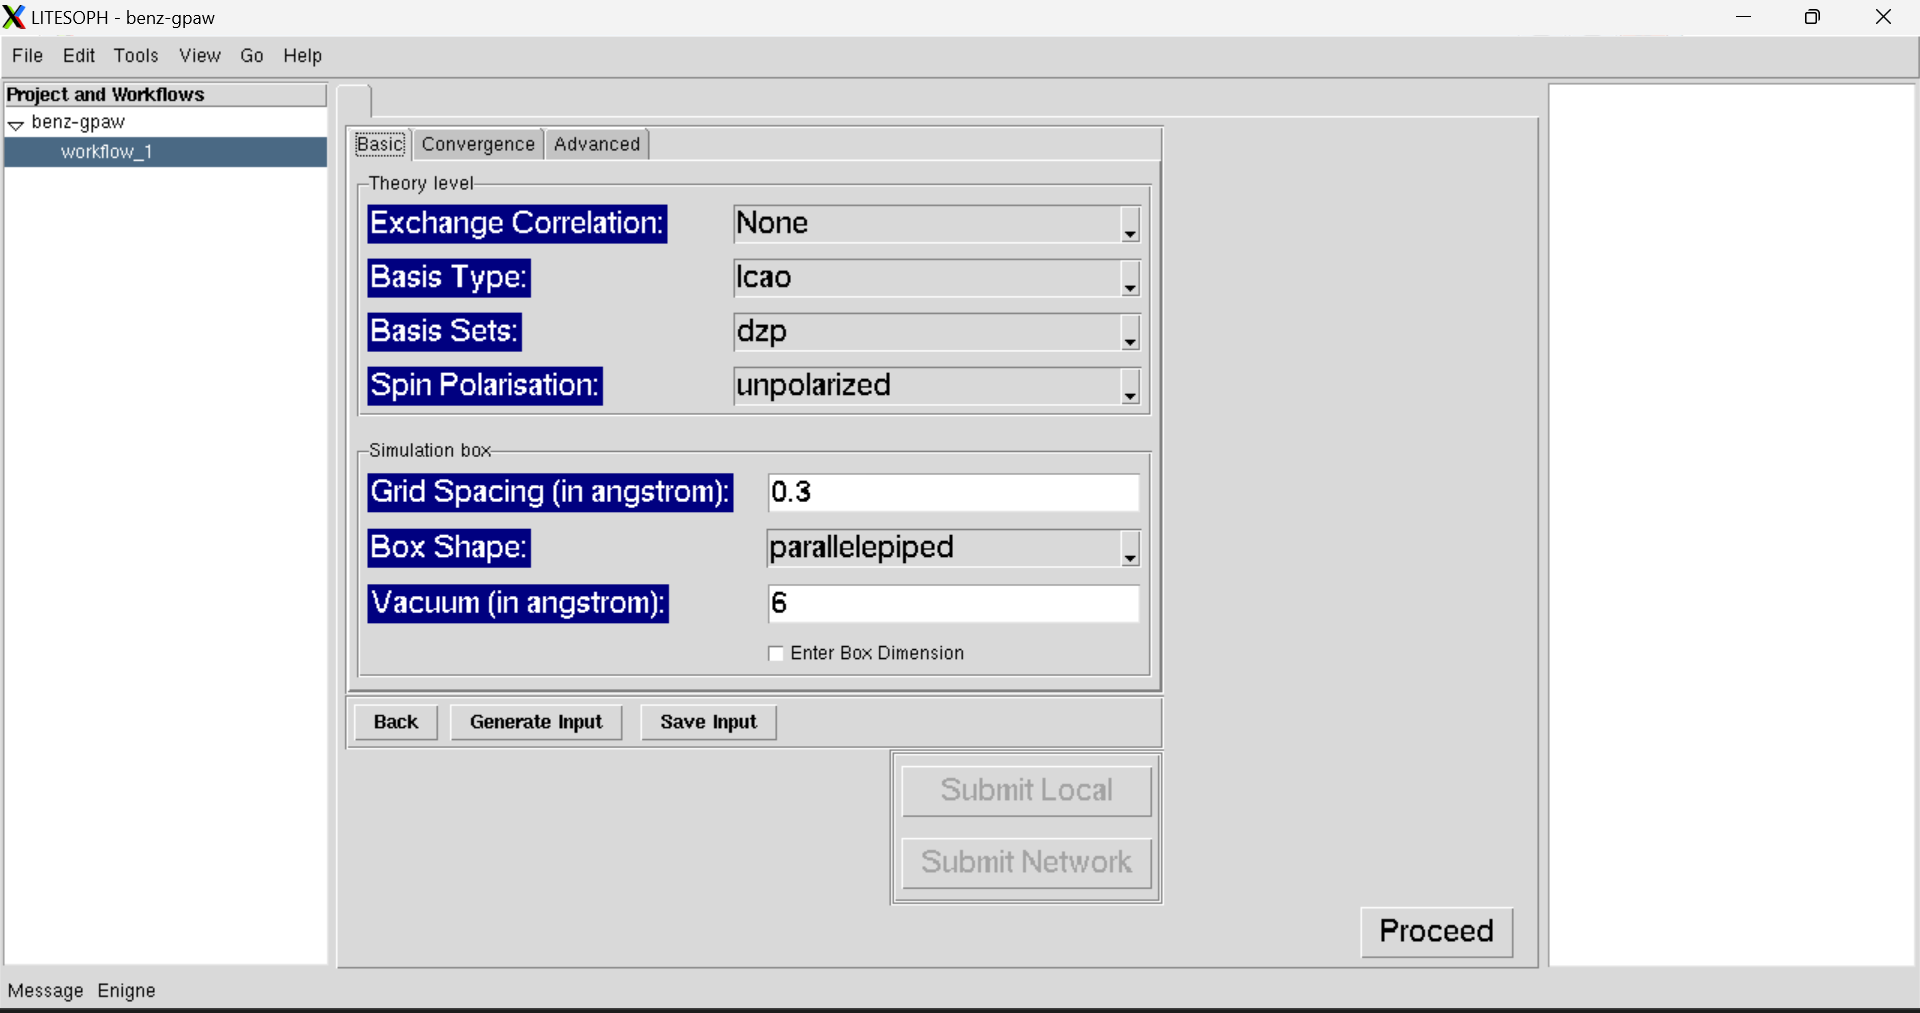 LITESOPH - benz-gpaw
File Edit Tools View Go Help
Project and Workflows
benz-gpaw
workflow_1
Basic Convergence Advanced
Theory level
Exchange Correlation: None
Basis Type: lcao
Basis Sets: dzp
Spin Polarisation: unpolarized
Simulation box
Grid Spacing (in angstrom): 0.3
Box Shape: parallelepiped
Vacuum (in angstrom): 6
Enter Box Dimension
Back Generate Input Save Input
Submit Local
Submit Network
Proceed
Message Enigne